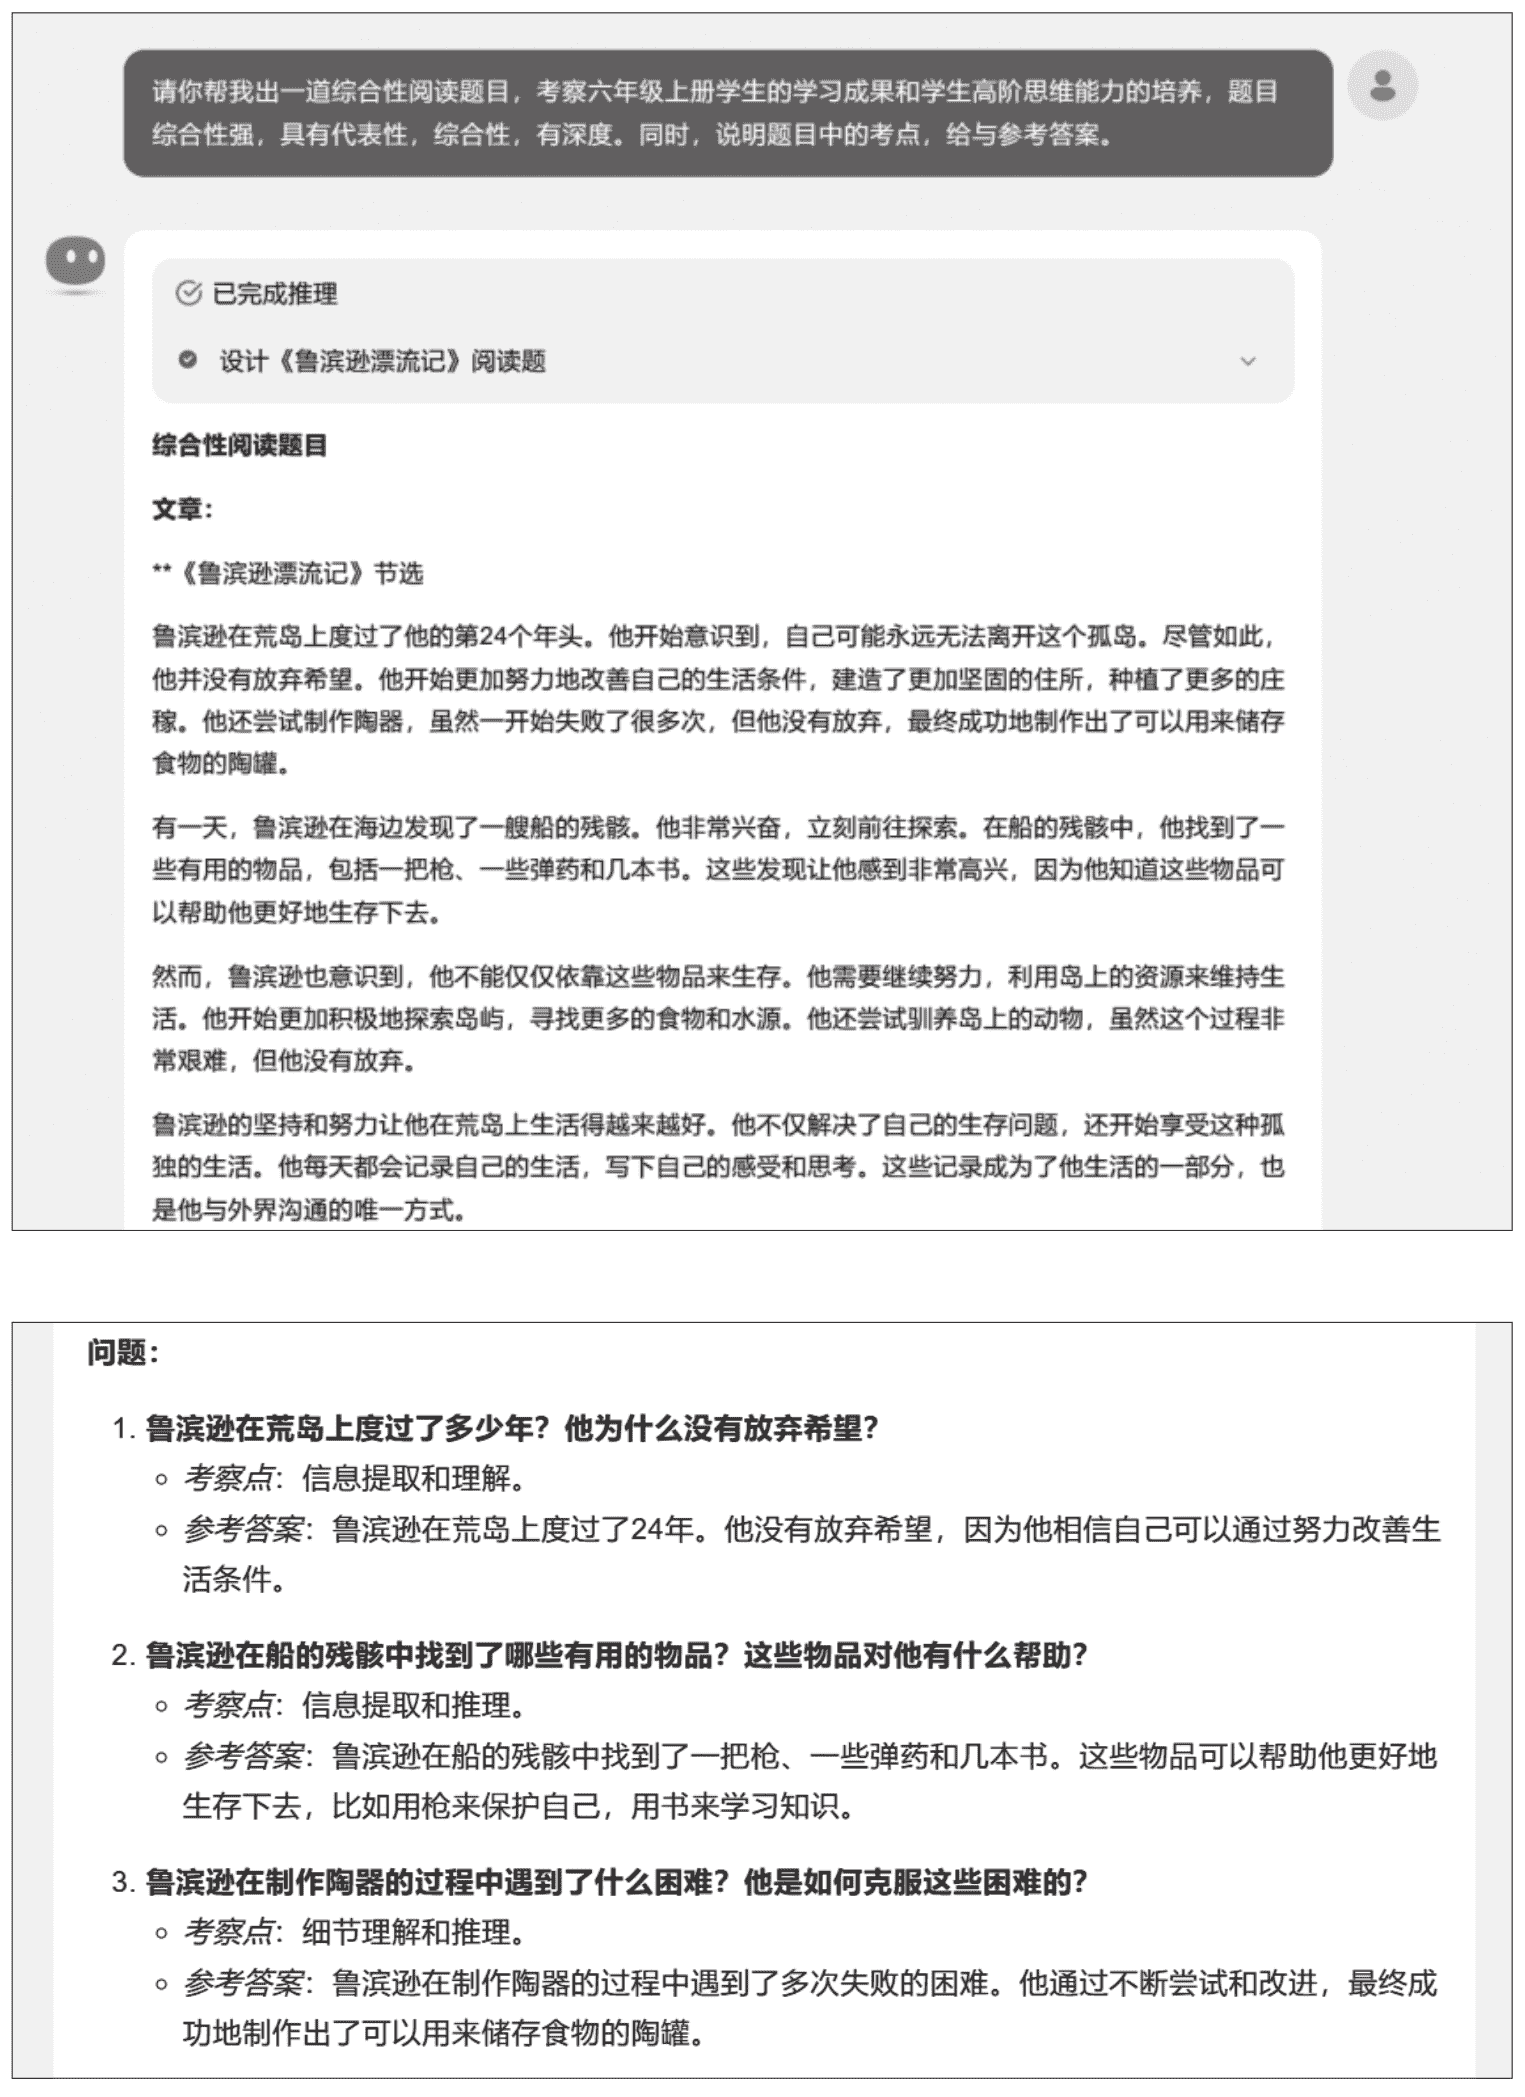 请你帮我出一道综合性阅读题目，考察六年级上册学生的学习成果和学生高阶思维能力的培养，题目
综合性强，具有代表性，综合性，有深度。同时，说明题目中的考点，给与参考答案。
已完成推理
设计《鲁滨逊漂流记》阅读题
综合性阅读题目
文章：
**《鲁滨逊漂流记》节选
鲁滨逊在荒岛上度过了他的第24个年头。他开始意识到，自己可能永远无法离开这个孤岛。尽管如此，
他并没有放弃希望。他开始更加努力地改善自己的生活条件，建造了更加坚固的住所，种植了更多的庄
稼。他还尝试制作陶器，虽然一开始失败了很多次，但他没有放弃，最终成功地制作出了可以用来储存
食物的陶罐。
有一天，鲁滨逊在海边发现了一艘船的残骸。他非常兴奋，立刻前往探索。在船的残骸中，他找到了一
些有用的物品，包括一把枪、一些弹药和几本书。这些发现让他感到非常高兴，因为他知道这些物品可
以帮助他更好地生存下去。
然而，鲁滨逊也意识到，他不能仅仅依靠这些物品来生存。他需要继续努力，利用岛上的资源来维持生
活。他开始更加积极地探索岛屿，寻找更多的食物和水源。他还尝试驯养岛上的动物，虽然这个过程非
常艰难，但他没有放弃。
鲁滨逊的坚持和努力让他在荒岛上生活得越来越好。他不仅解决了自己的生存问题，还开始享受这种孤
独的生活。他每天都会记录自己的生活，写下自己的感受和思考。这些记录成为了他生活的一部分，也
是他与外界沟通的唯一方式。
问题：
1. 鲁滨逊在荒岛上度过了多少年？他为什么没有放弃希望？
考察点：信息提取和理解。
参考答案：鲁滨逊在荒岛上度过了24年。他没有放弃希望，因为他相信自己可以通过努力改善生
活条件。
2. 鲁滨逊在船的残骸中找到了哪些有用的物品？这些物品对他有什么帮助？
考察点：信息提取和推理。
参考答案：鲁滨逊在船的残骸中找到了一把枪、一些弹药和几本书。这些物品可以帮助他更好地
生存下去，比如用枪来保护自己，用书来学习知识。
3. 鲁滨逊在制作陶器的过程中遇到了什么困难？他是如何克服这些困难的？
考察点：细节理解和推理。
参考答案：鲁滨逊在制作陶器的过程中遇到了多次失败的困难。他通过不断尝试和改进，最终成
功地制作出了可以用来储存食物的陶罐。